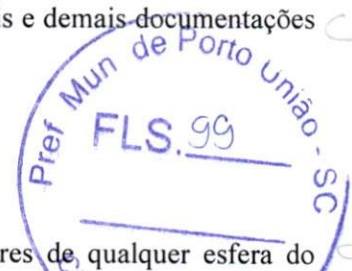 s e demais documentações
Pref Mun de Porto União - SC
FLS. 99
res de qualquer esfera do